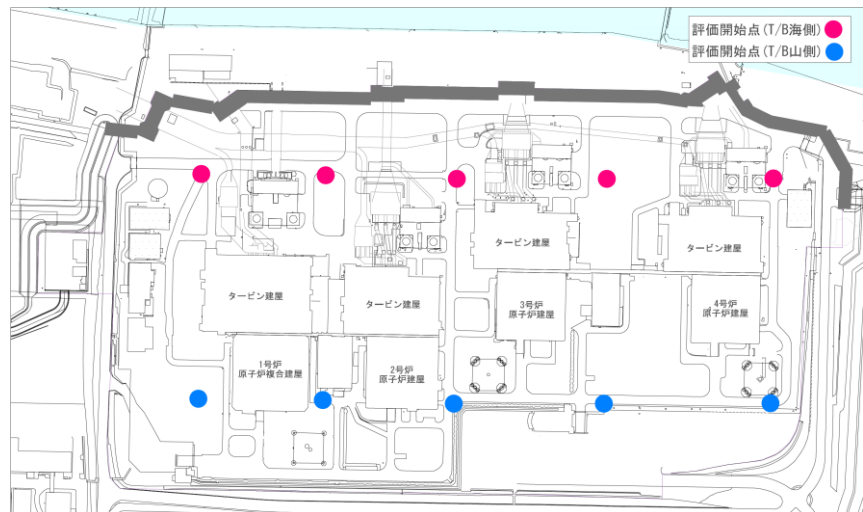 評価開始点(T/B海側)
評価開始点(T/B山側)
タービン建屋
タービン建屋
タービン建屋
タービン建屋
3号炉
原子炉建屋
4号炉
原子炉建屋
1号炉
原子炉複合建屋
2号炉
原子炉建屋